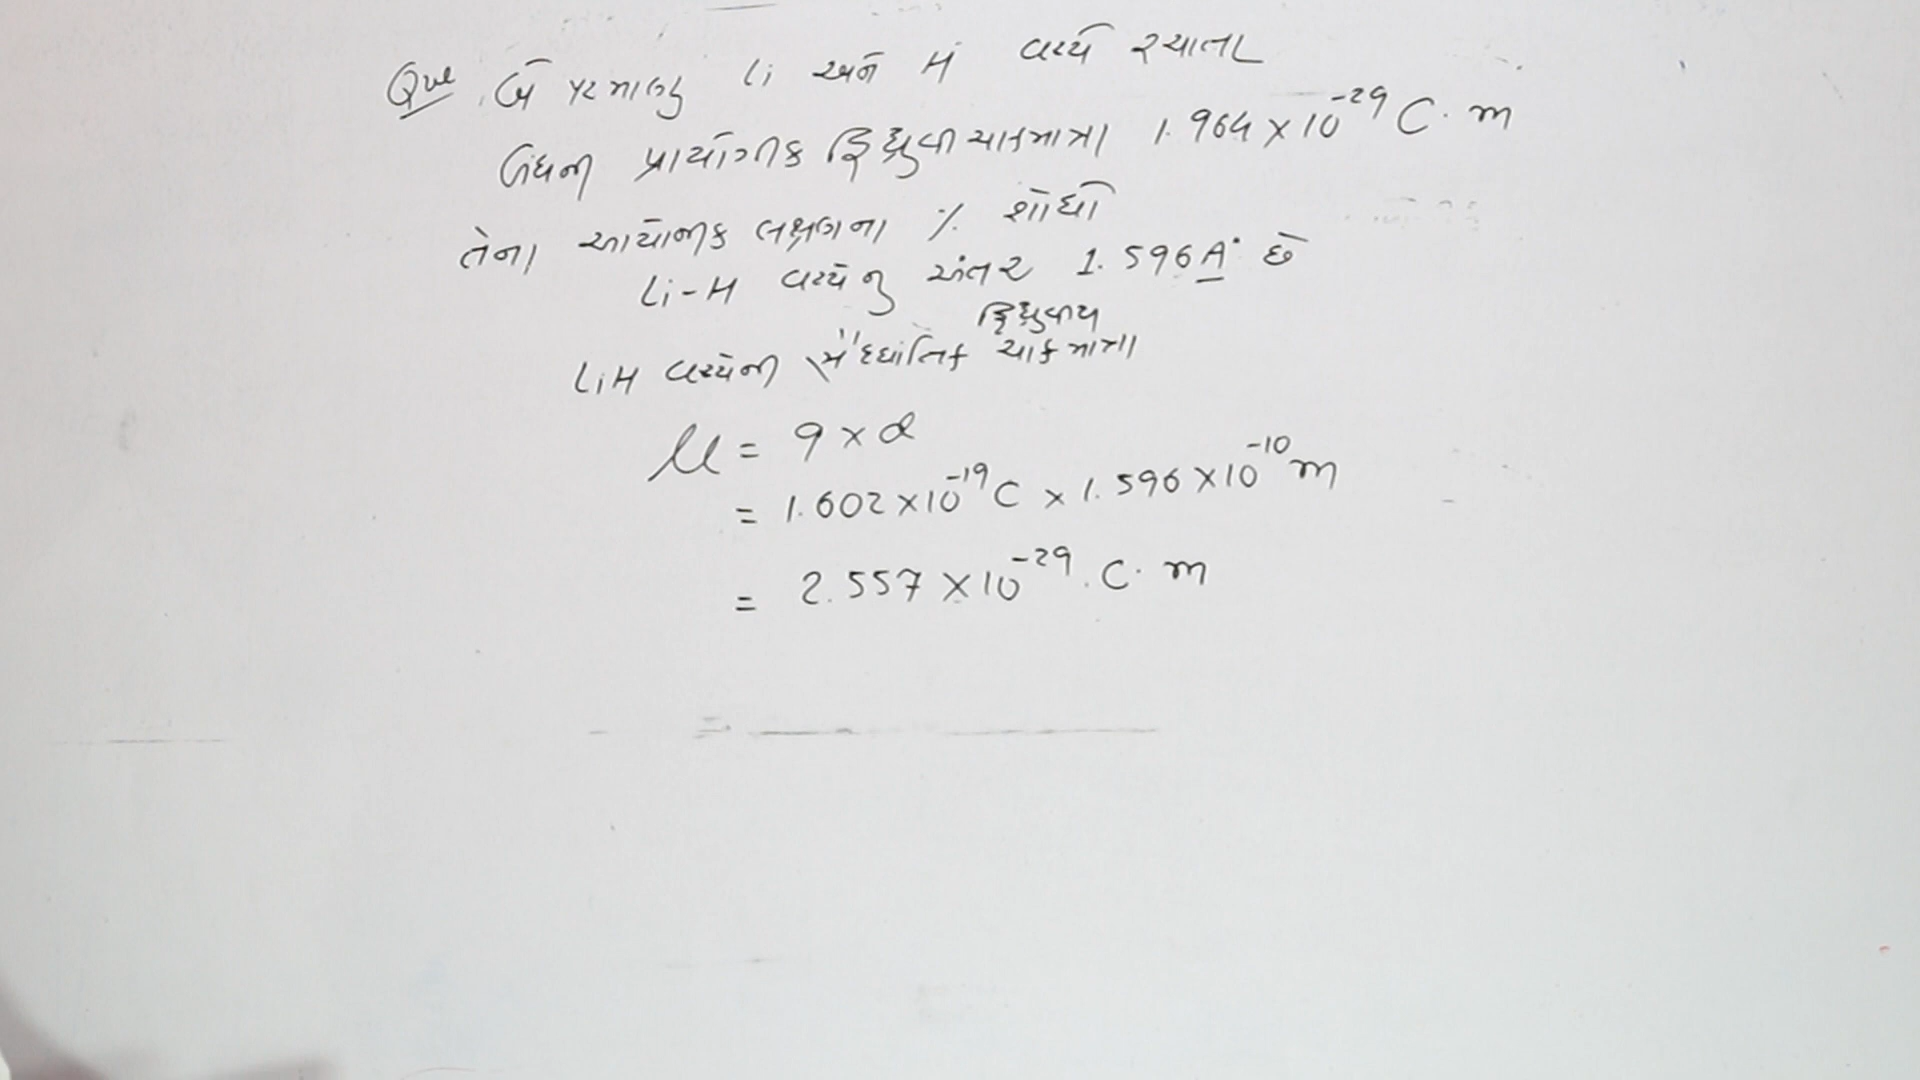 Que બે પરમાણુ Li અને H વચ્ચે રચાતા
બંધની પ્રાયોગીક દ્વિધ્રુવી ચાકમાત્રા 1.964 × 10⁻²⁹ C. m
તેના આયોનીક લક્ષણના % શોધો
Li-H વચ્ચેનુ અંતર 1.596 A° છે
દ્વિધ્રુવીય
LiH વચ્ચેની સૈધ્ધાંતિક ચાકમાત્રા
μ = q × d
= 1.602 × 10⁻¹⁹ C × 1.596 × 10⁻¹⁰ m
= 2.557 × 10⁻²⁹ . C. m